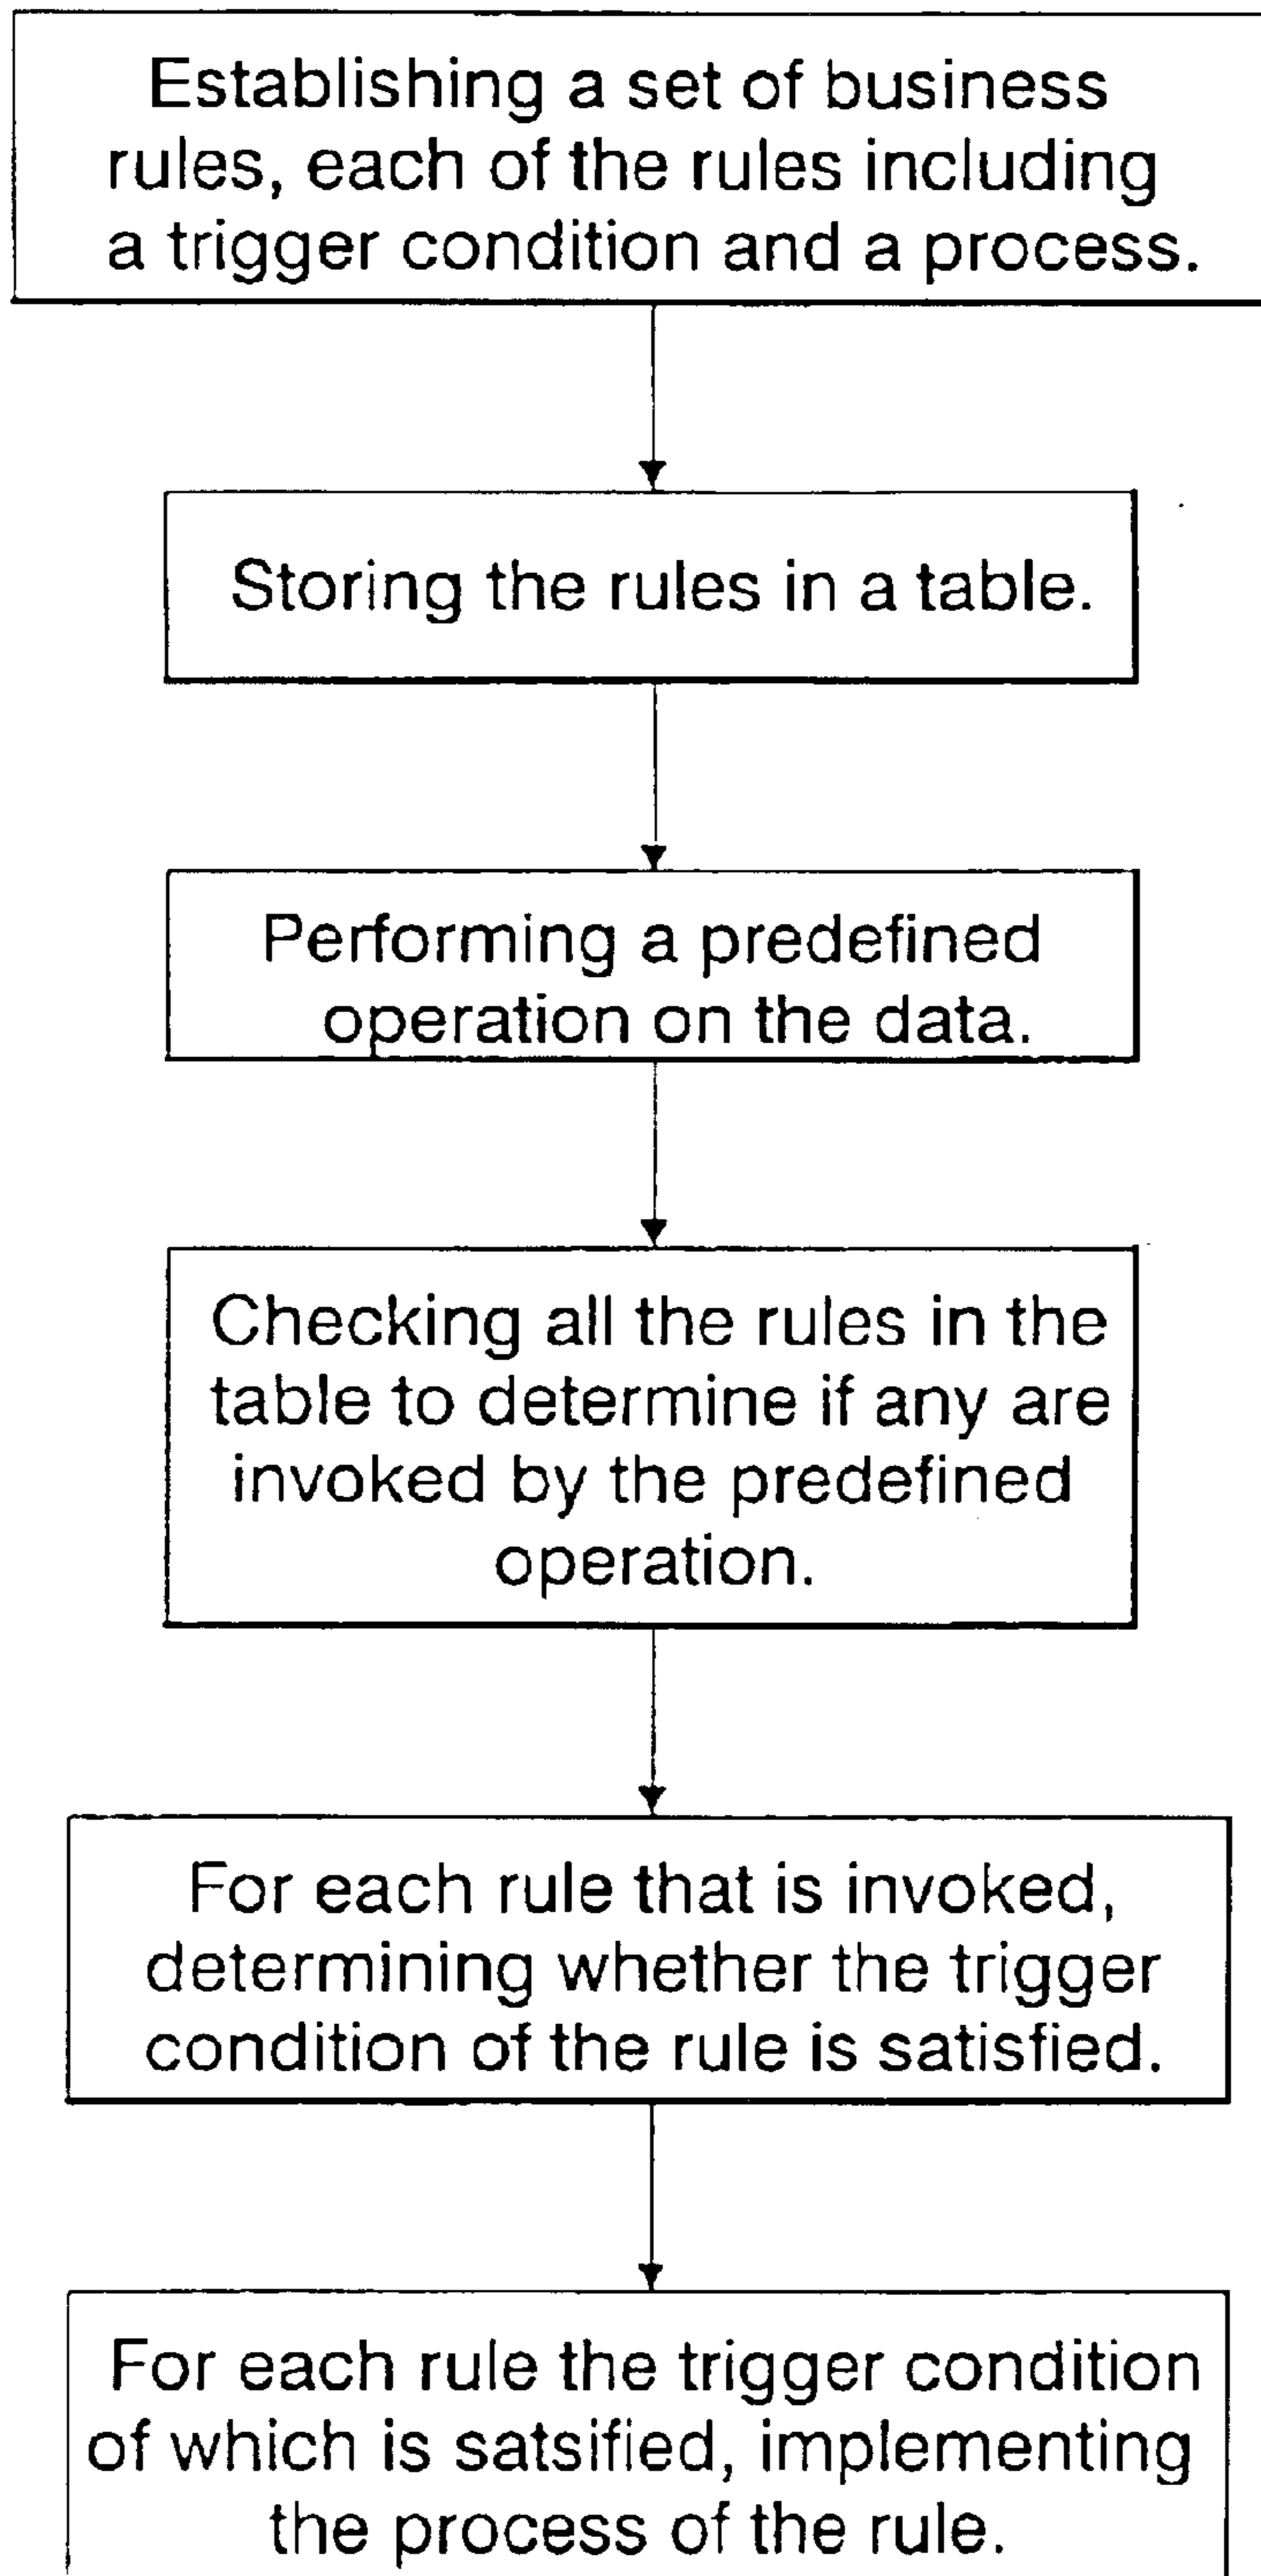 Establishing a set of business
rules, each of the rules including
a trigger condition and a process.
Storing the rules in a table.
Performing a predefined
operation on the data.
Checking all the rules in the
table to determine if any are
invoked by the predefined
operation.
For each rule that is invoked,
determining whether the trigger
condition of the rule is satisfied.
For each rule the trigger condition
of which is satsified, implementing
the process of the rule.